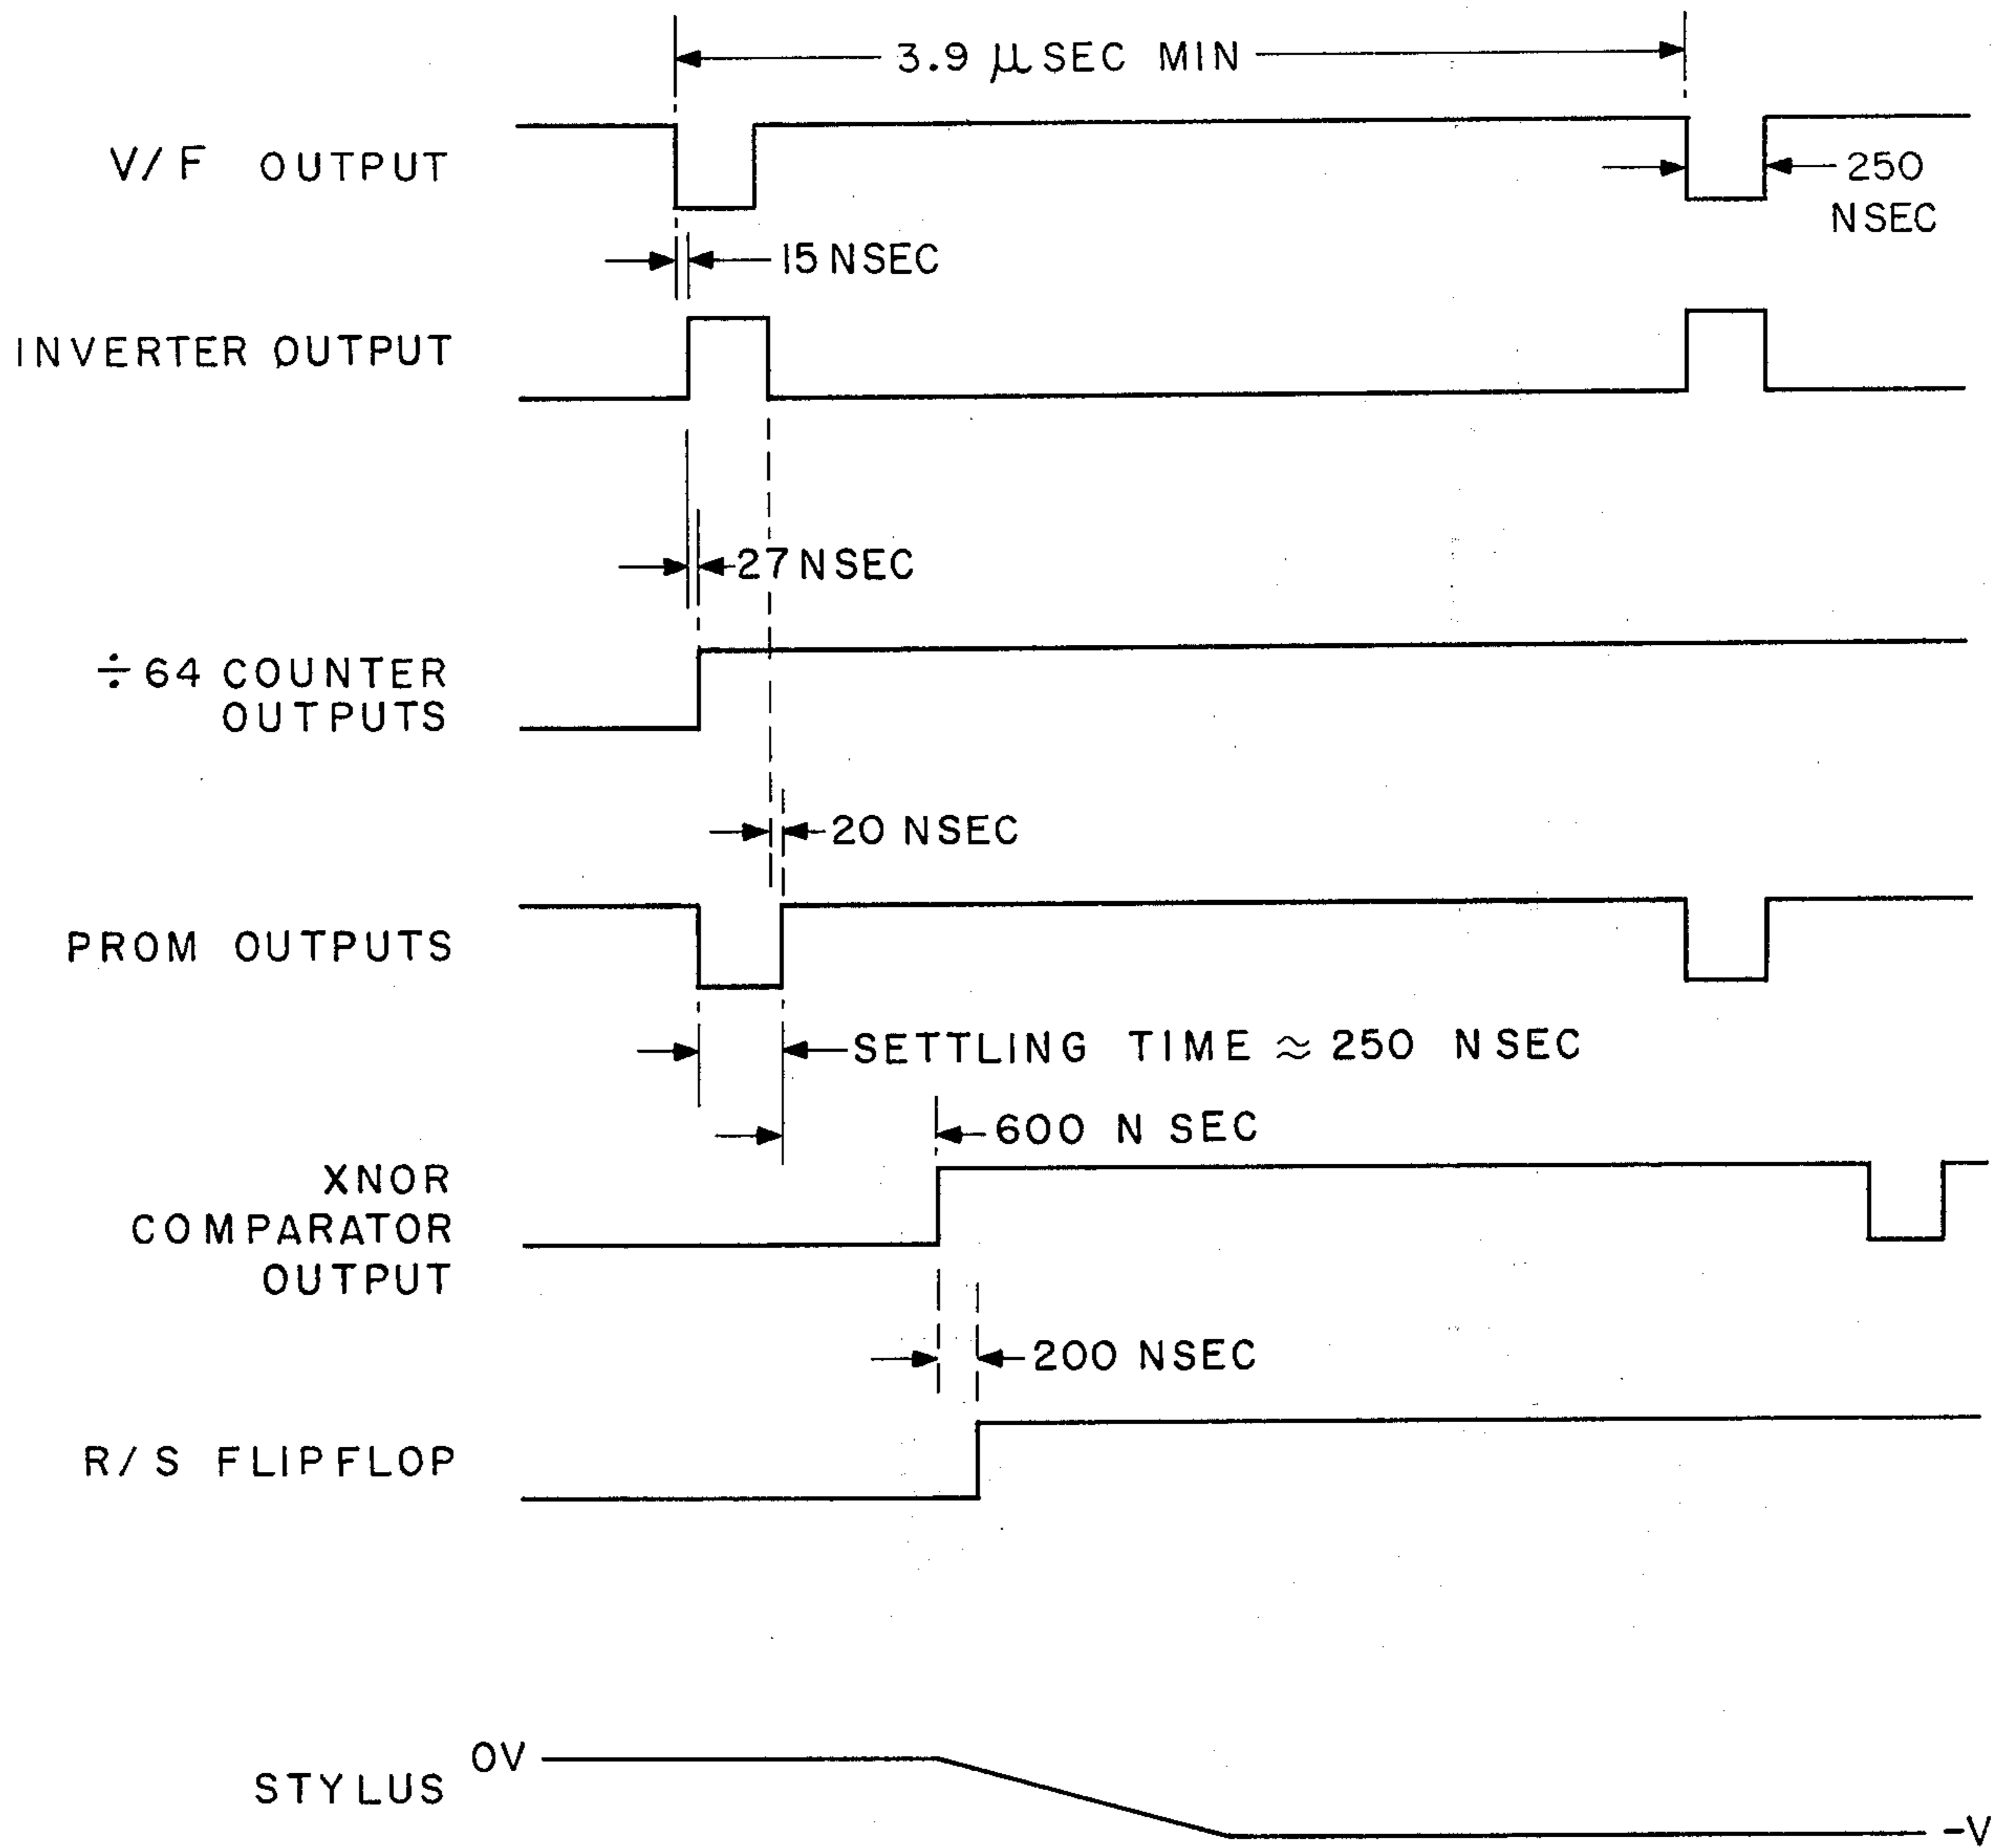 3.9 μSEC MIN
V/F OUTPUT
250
NSEC
15 NSEC
INVERTER OUTPUT
27 NSEC
÷64 COUNTER
OUTPUTS
20 NSEC
PROM OUTPUTS
SETTLING TIME ≈ 250 NSEC
600 N SEC
XNOR
COMPARATOR
OUTPUT
200 NSEC
R/S FLIPFLOP
OV
STYLUS
-V